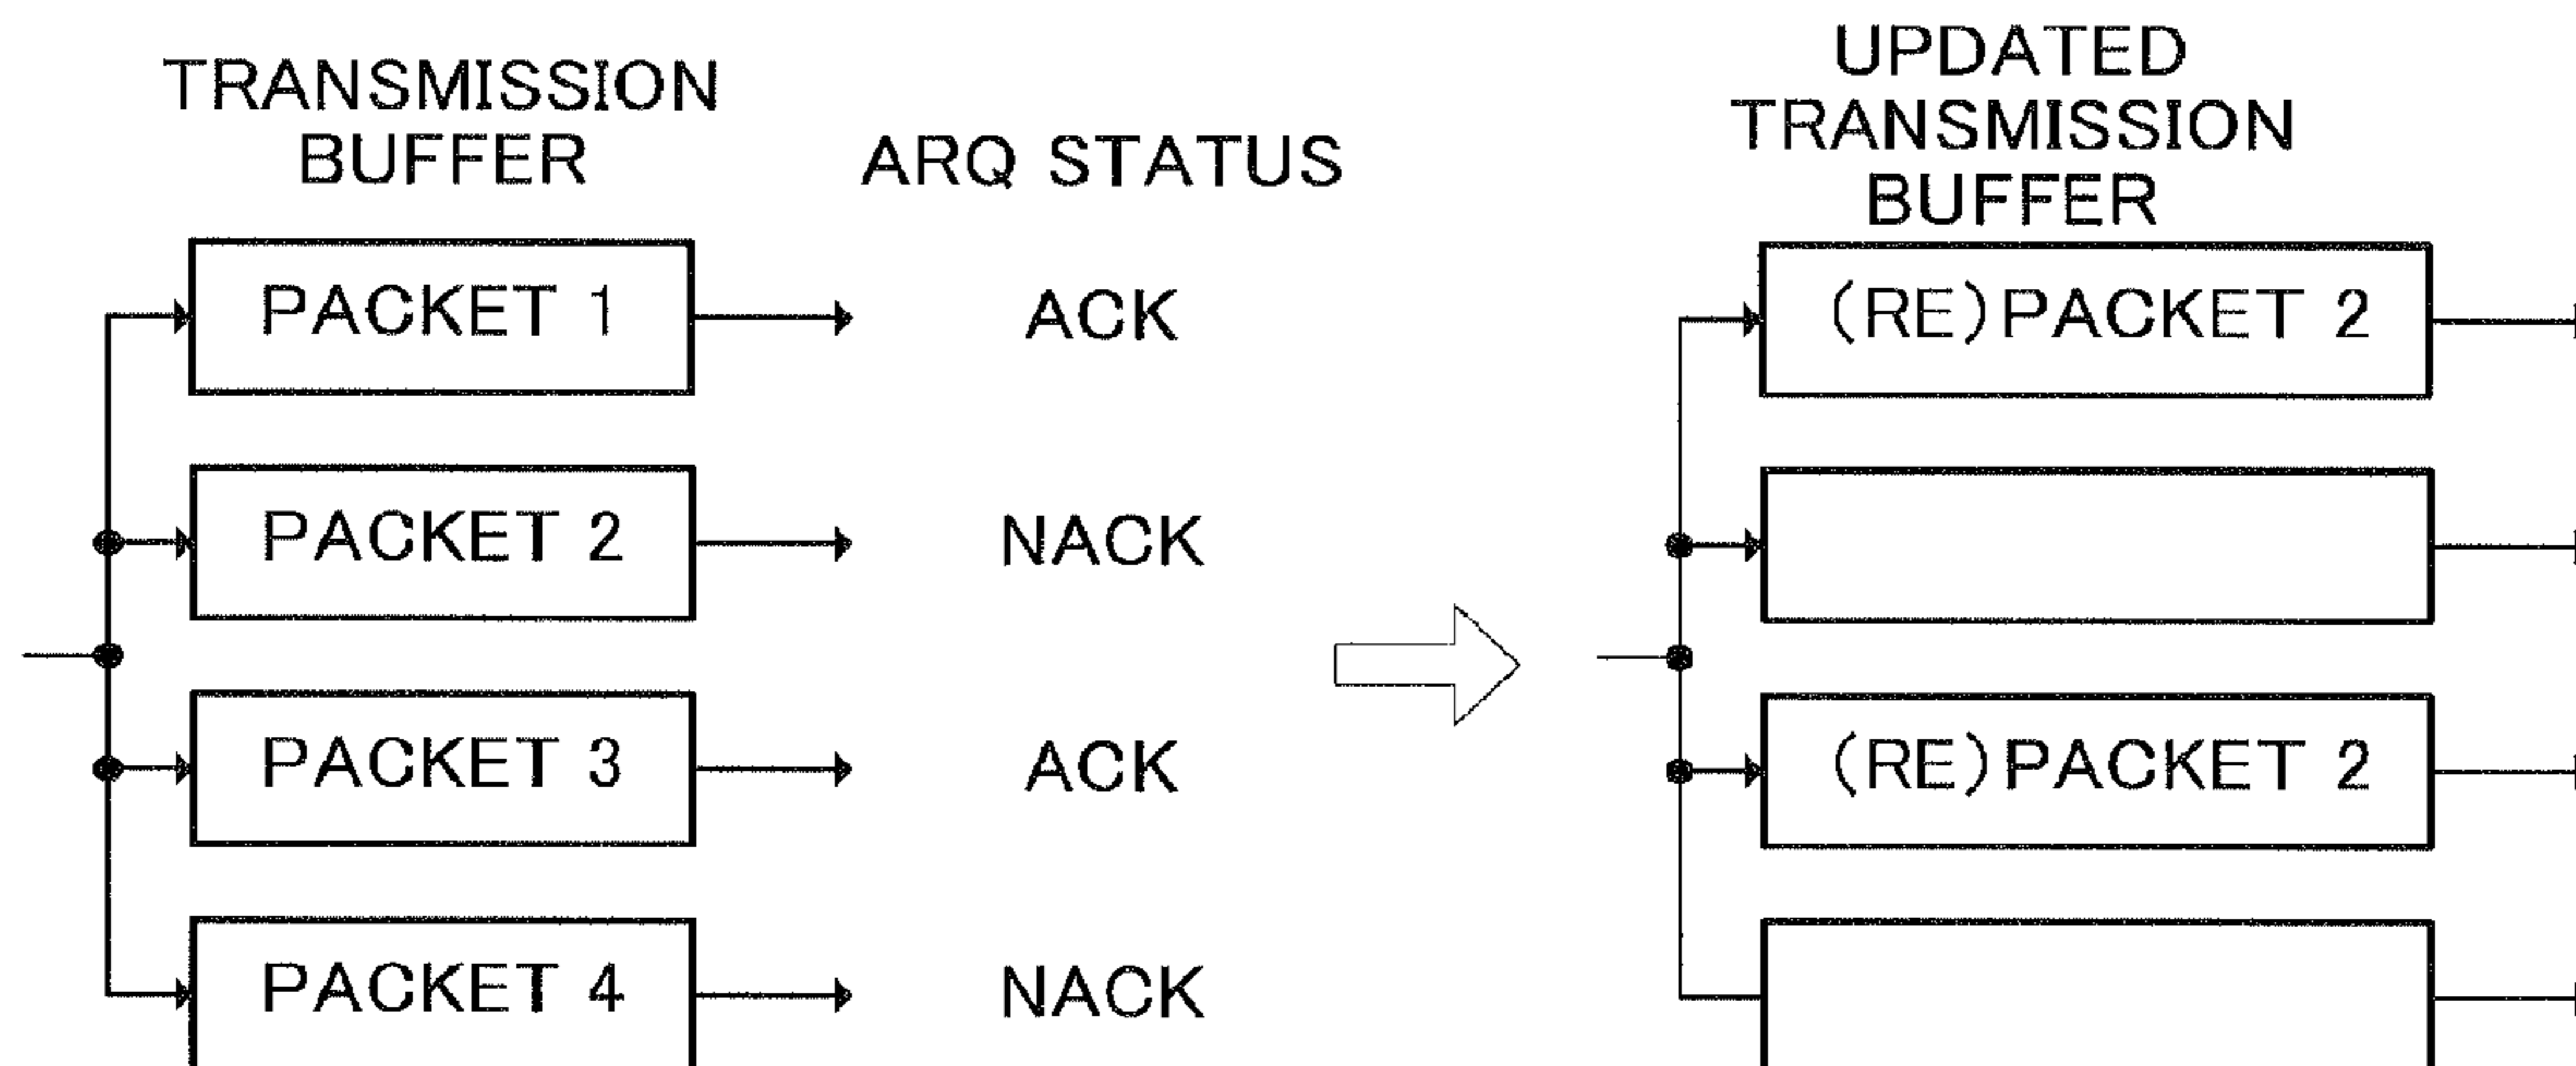 TRANSMISSION
BUFFER
ARQ STATUS
PACKET 1
ACK
PACKET 2
NACK
PACKET 3
ACK
PACKET 4
NACK
UPDATED
TRANSMISSION
BUFFER
(RE)PACKET 2
(RE)PACKET 2